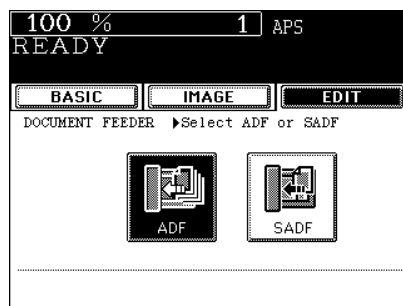 100 % 1 APS
READY
BASIC IMAGE EDIT
DOCUMENT FEEDER ▶Select ADF or SADF
ADF SADF